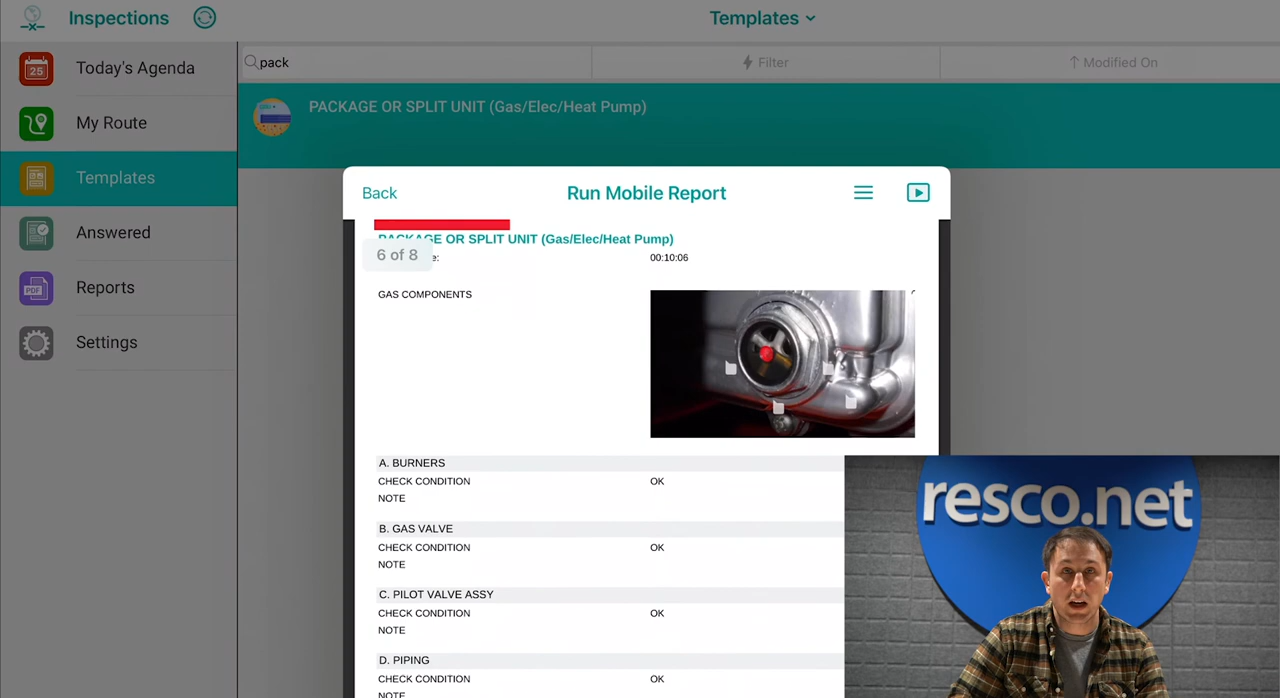 Inspections
Templates
25
Today's Agenda
My Route
Templates
Answered
PDF
Reports
Settings
pack
Filter
Modified On
PACKAGE OR SPLIT UNIT (Gas/Elec/Heat Pump)
Back
Run Mobile Report
PACKAGE OR SPLIT UNIT (Gas/Elec/Heat Pump)
6 of 8
e:
00:10:06
GAS COMPONENTS
A. BURNERS
CHECK CONDITION OK
NOTE
B. GAS VALVE
CHECK CONDITION OK
NOTE
C. PILOT VALVE ASSY
CHECK CONDITION OK
NOTE
D. PIPING
CHECK CONDITION OK
NOTE
resco.net